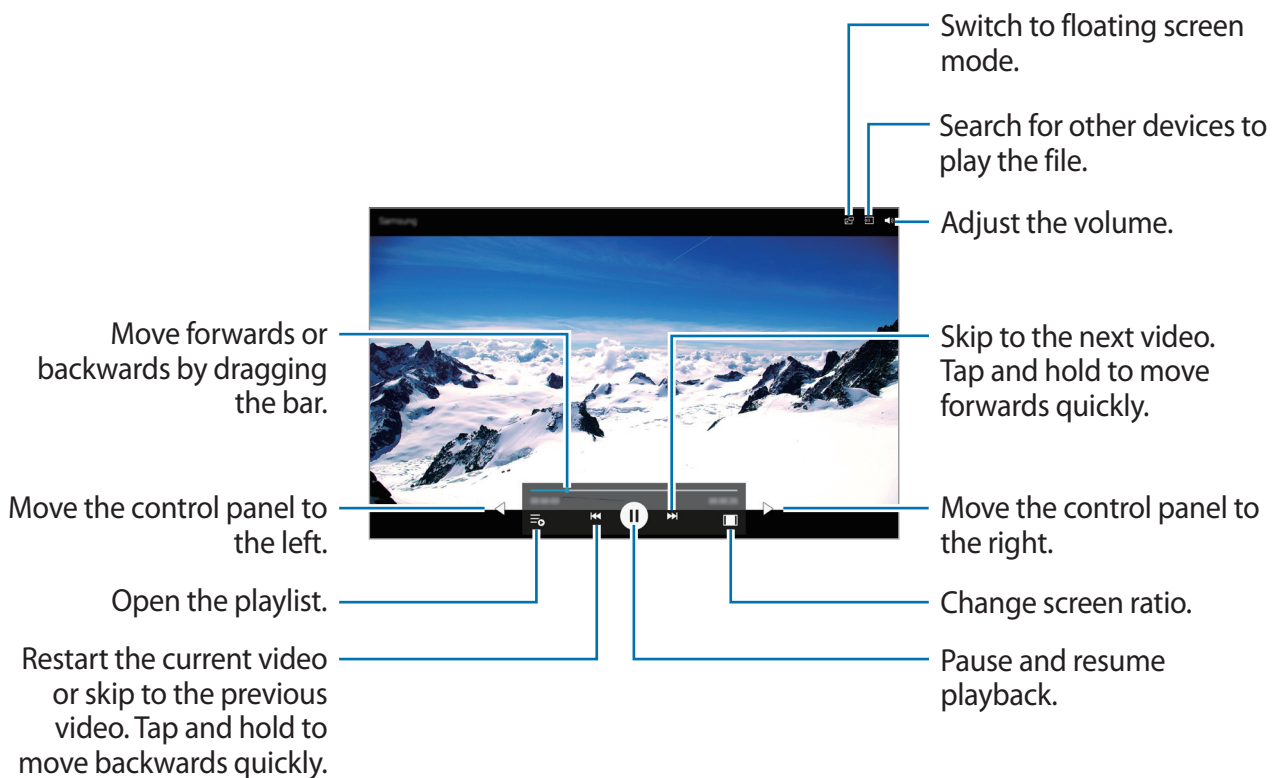 Switch to floating screen
mode.
Search for other devices to
play the file.
Samsung
Adjust the volume.
Move forwards or
backwards by dragging
the bar.
Skip to the next video.
Tap and hold to move
forwards quickly.
Move the control panel to
the left.
Move the control panel to
the right.
Open the playlist.
Change screen ratio.
Restart the current video
or skip to the previous
video. Tap and hold to
move backwards quickly.
Pause and resume
playback.